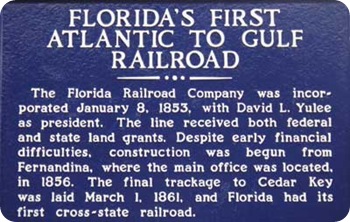 FLORIDA'S FIRST
ATLANTIC TO GULF
RAILROAD
The Florida Railroad Company was incor-
porated January 8, 1853, with David L. Yulee
as president. The line received both federal
and state land grants. Despite early financial
difficulties, construction was begun from
Fernandina, where the main office was located,
in 1856. The final trackage to Cedar Key
was laid March 1, 1861, and Florida had its
first cross-state railroad.